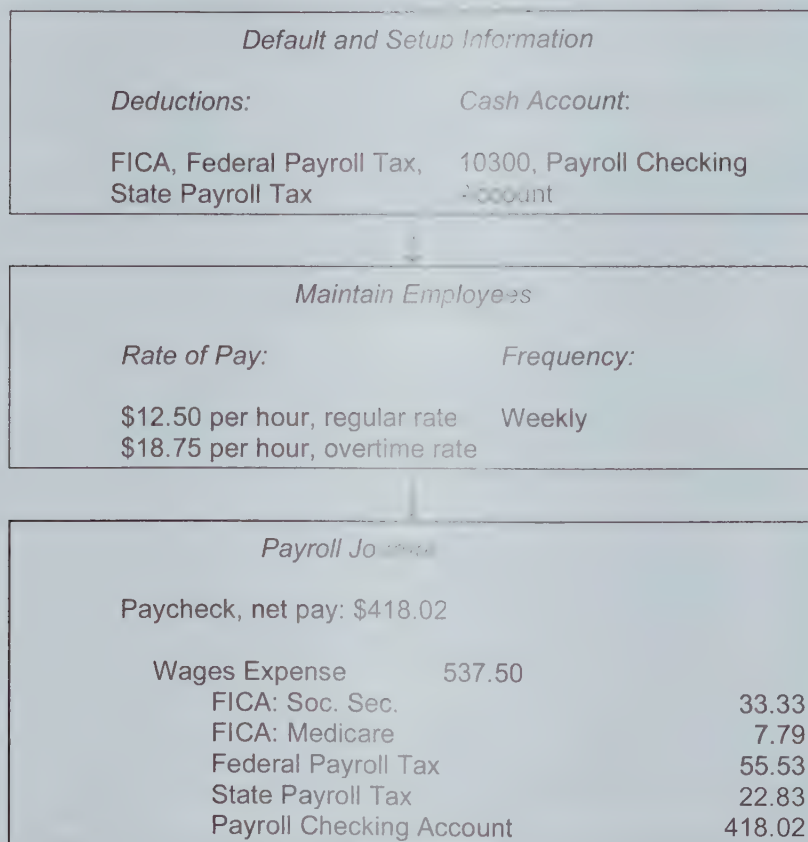 Default and Setup Information
Deductions: Cash Account:
FICA, Federal Payroll Tax, 10300, Payroll Checking
State Payroll Tax
Maintain Employees
Rate of Pay: Frequency:
$12.50 per hour, regular rate Weekly
$18.75 per hour, overtime rate
Payroll
Paycheck, net pay: $418.02
Wages Expense 537.50
FICA: Soc. Sec. 33.33
FICA: Medicare 7.79
Federal Payroll Tax 55.53
State Payroll Tax 22.83
Payroll Checking Account 418.02